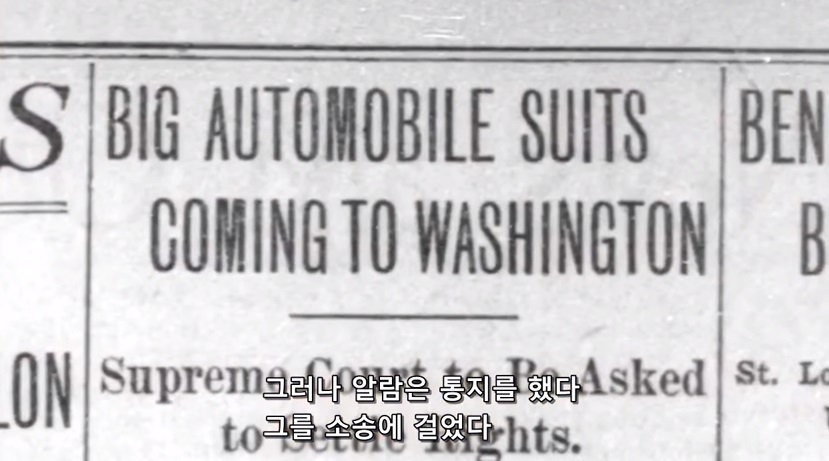 S
BIG AUTOMOBILE SUITS
COMING TO WASHINGTON
BEN
B
LON
Supreme Court to Be Asked
to Settle Rights.
St. Lo
그러나 알람은 통지를 했다
그를 소송에 걸었다